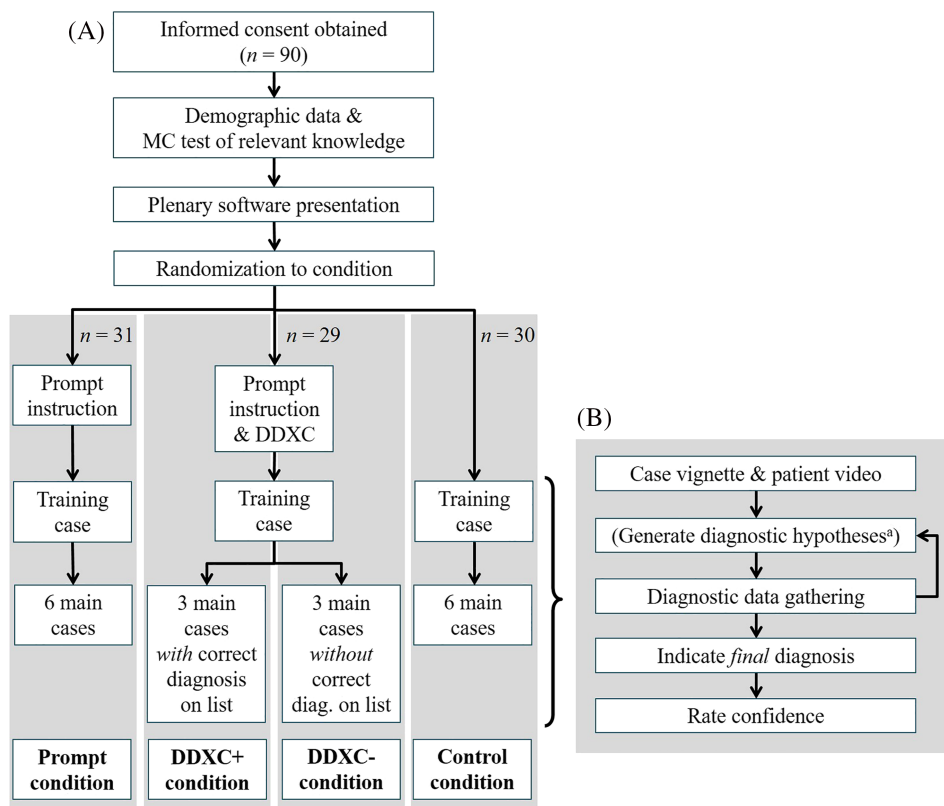 (A)
Informed consent obtained
(n = 90)
Demographic data &
MC test of relevant knowledge
Plenary software presentation
Randomization to condition
n = 31
n = 29
n = 30
Prompt
instruction
Prompt
instruction
& DDXC
Training
case
Training
case
Training
case
6 main
cases
3 main
cases
with correct
diagnosis
on list
3 main
cases
without
correct
diag. on list
6 main
cases
Prompt
condition
DDXC+
condition
DDXC-
condition
Control
condition
(B)
Case vignette & patient video
(Generate diagnostic hypothesesᵃ)
Diagnostic data gathering
Indicate final diagnosis
Rate confidence